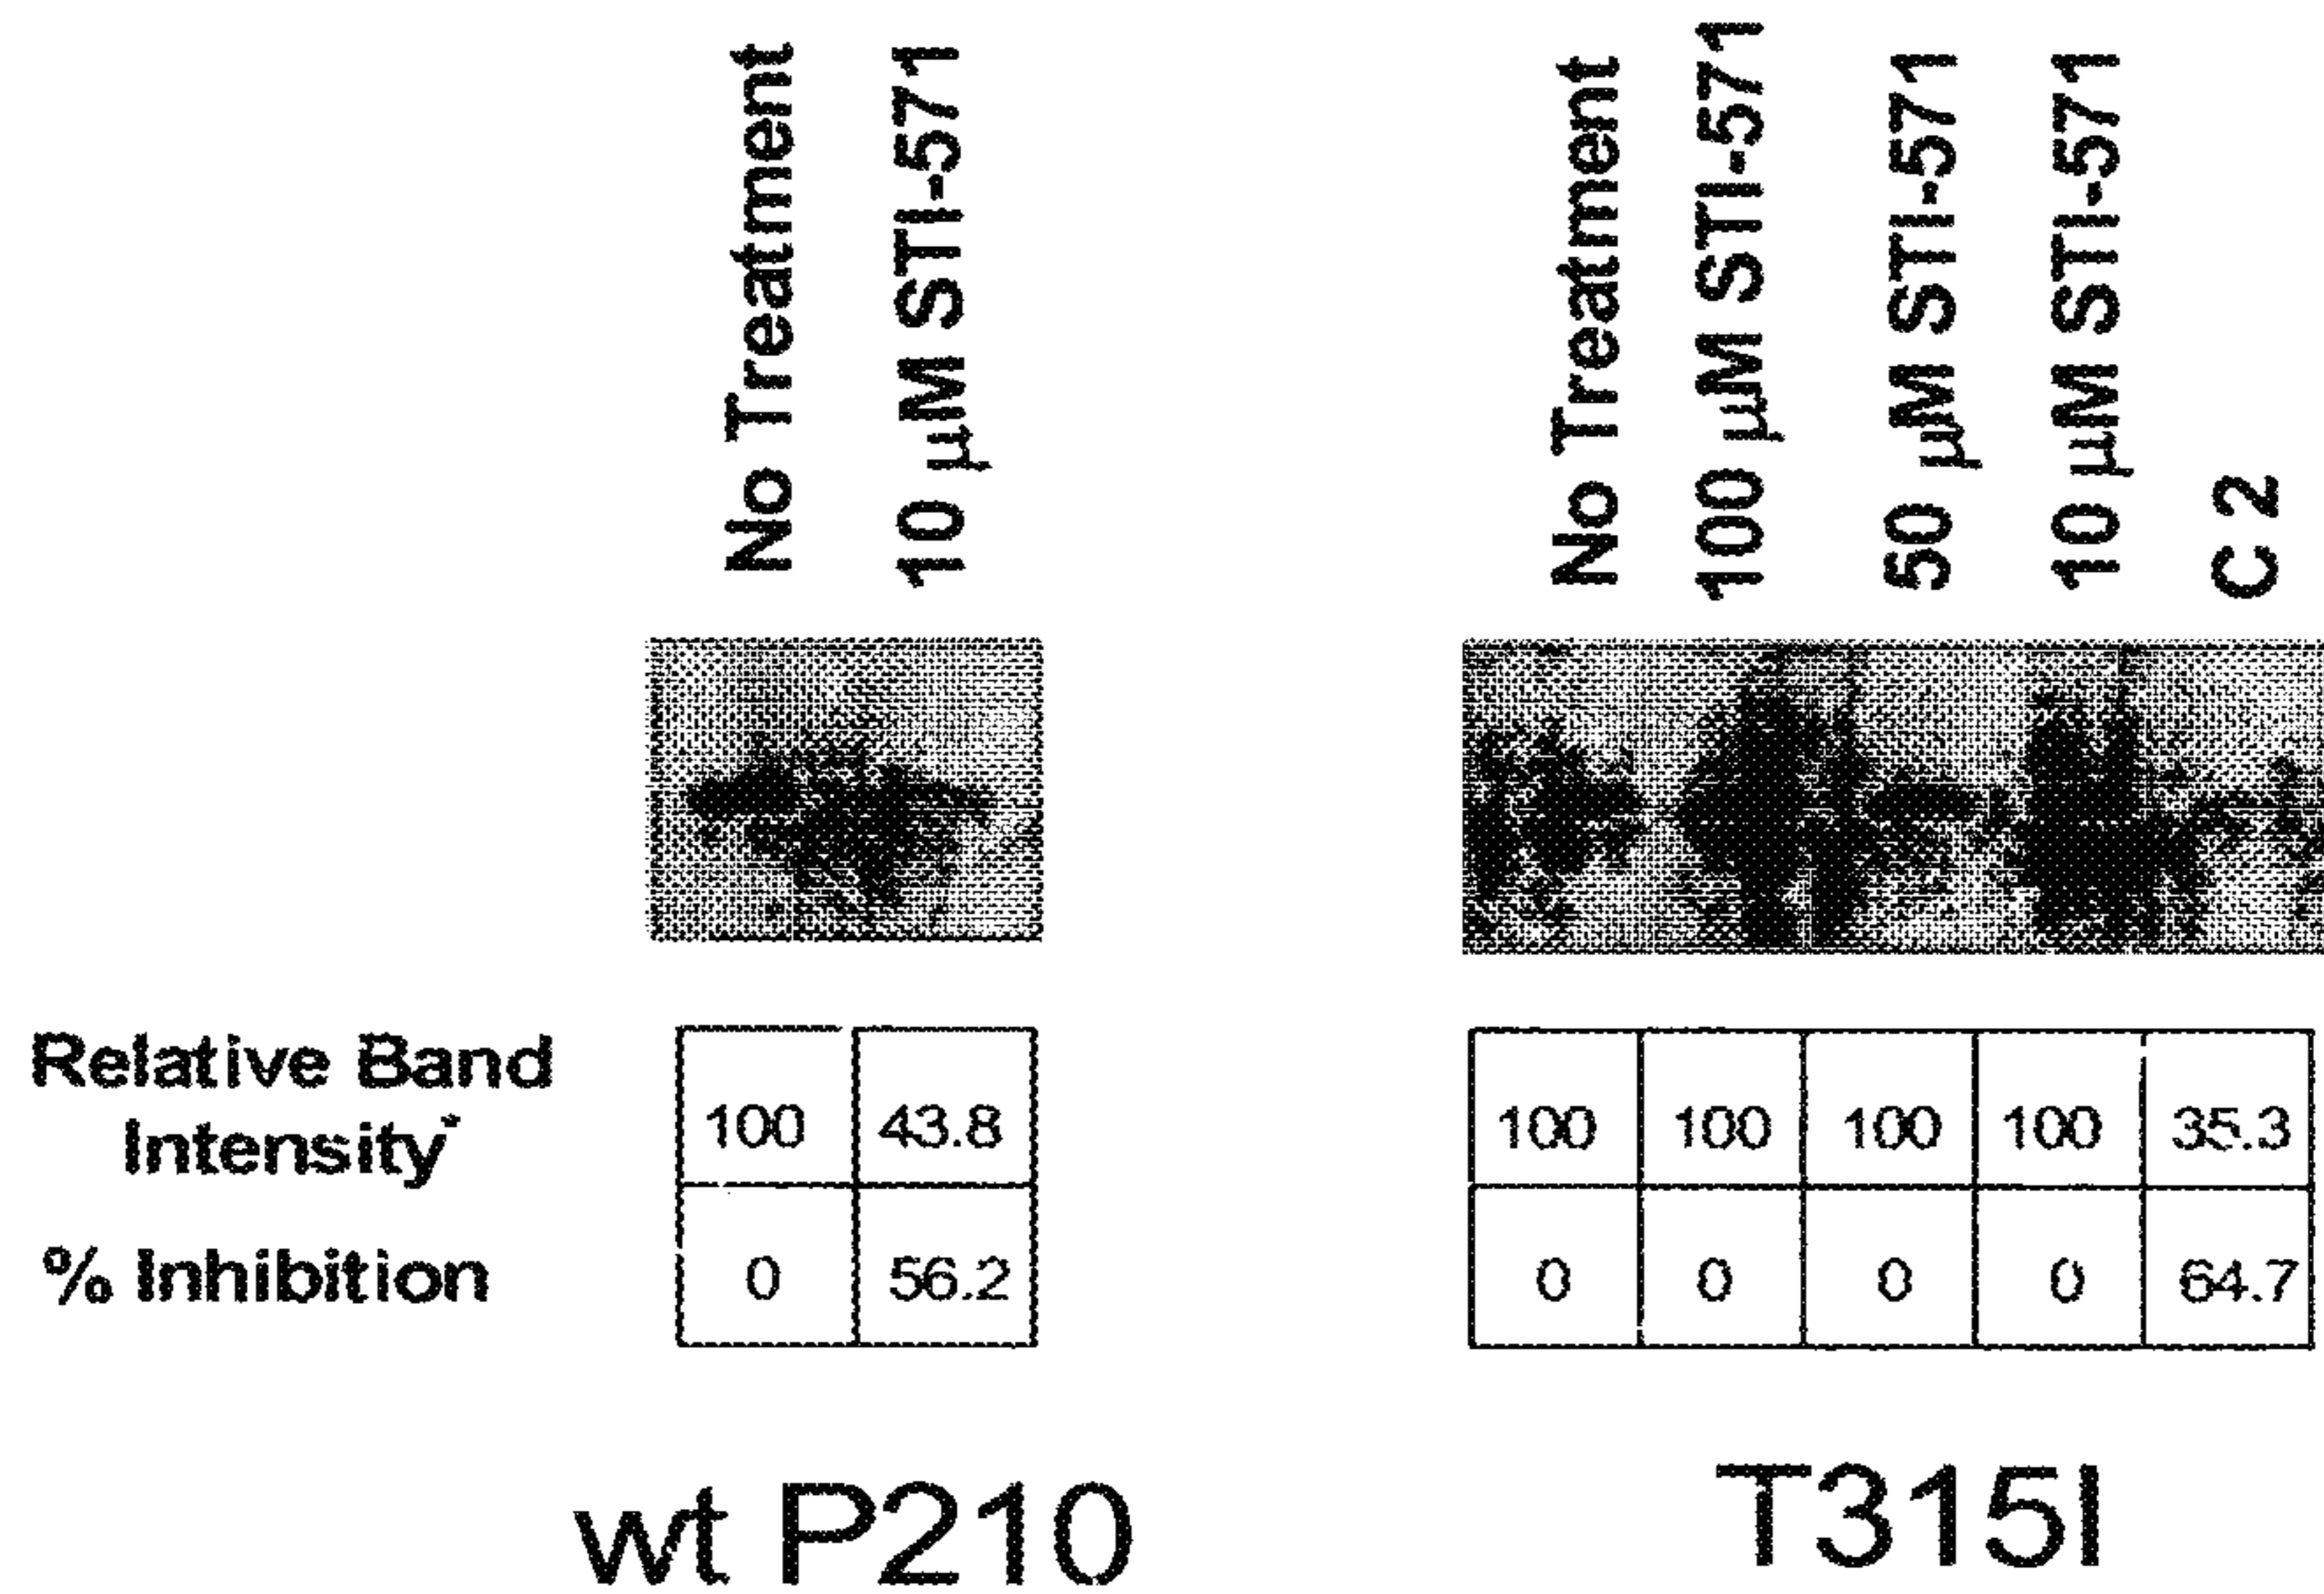 No Treatment
10 µM STI-571
No Treatment
100 µM STI-571
50 µM STI-571
10 µM STI-571
C 2
Relative Band
Intensity*
100 43.8
100 100 100 100 35.3
% Inhibition
0 56.2
0 0 0 0 64.7
wt P210
T315I